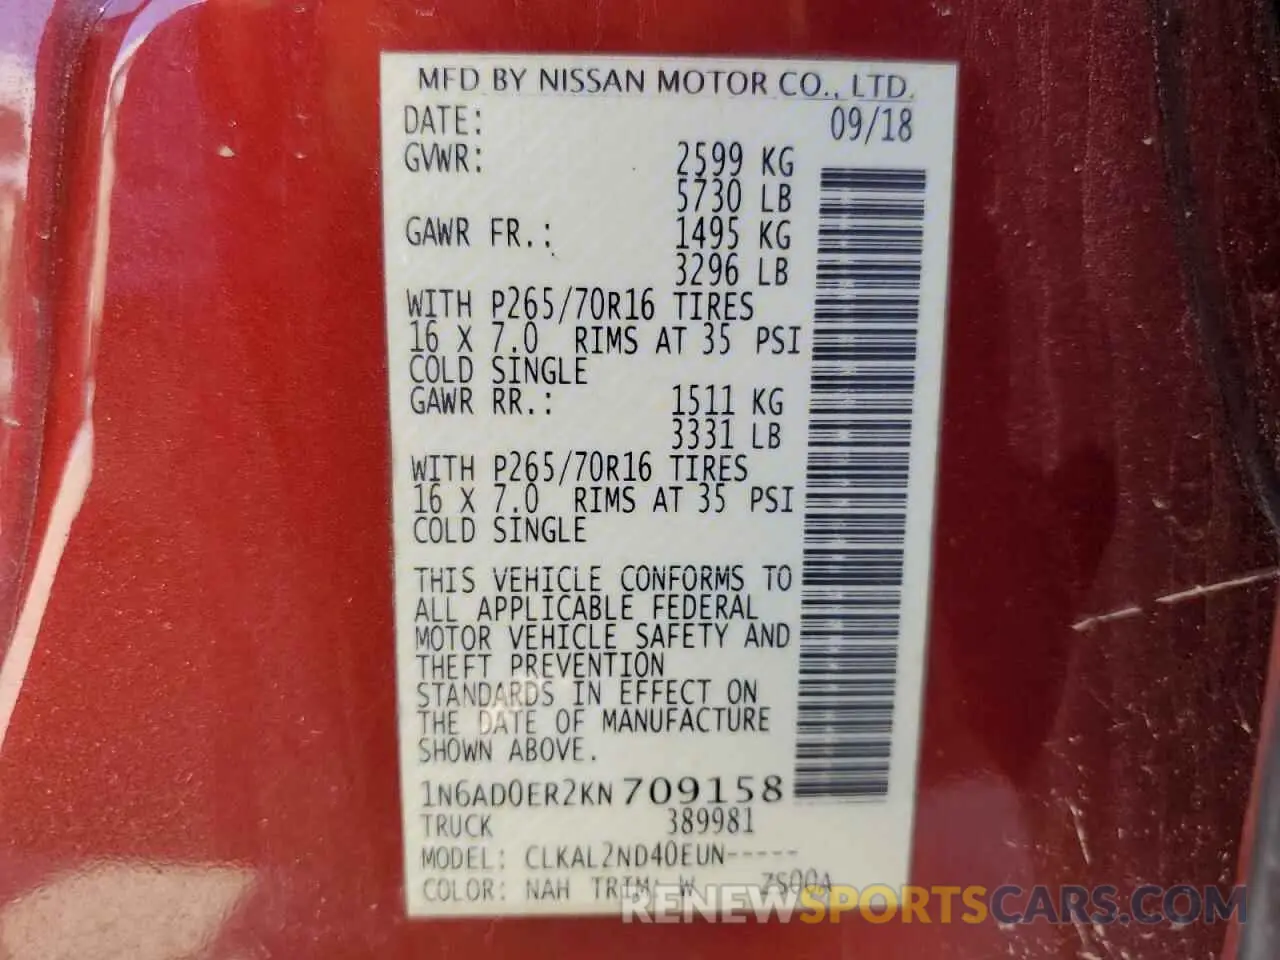 MFD BY NISSAN MOTOR CO., LTD.
DATE: 09/18
GVWR: 2599 KG
5730 LB
GAWR FR.: 1495 KG
3296 LB
WITH P265/70R16 TIRES
16 X 7.0 RIMS AT 35 PSI
COLD SINGLE
GAWR RR.: 1511 KG
3331 LB
WITH P265/70R16 TIRES
16 X 7.0 RIMS AT 35 PSI
COLD SINGLE
THIS VEHICLE CONFORMS TO
ALL APPLICABLE FEDERAL
MOTOR VEHICLE SAFETY AND
THEFT PREVENTION
STANDARDS IN EFFECT ON
THE DATE OF MANUFACTURE
SHOWN ABOVE.
1N6AD0ER2KN709158
TRUCK 389981
MODEL: CLKAL2ND40EUN-----
COLOR: NAH TRIM: W ZS00A
RENEWSPORTSCARS.COM